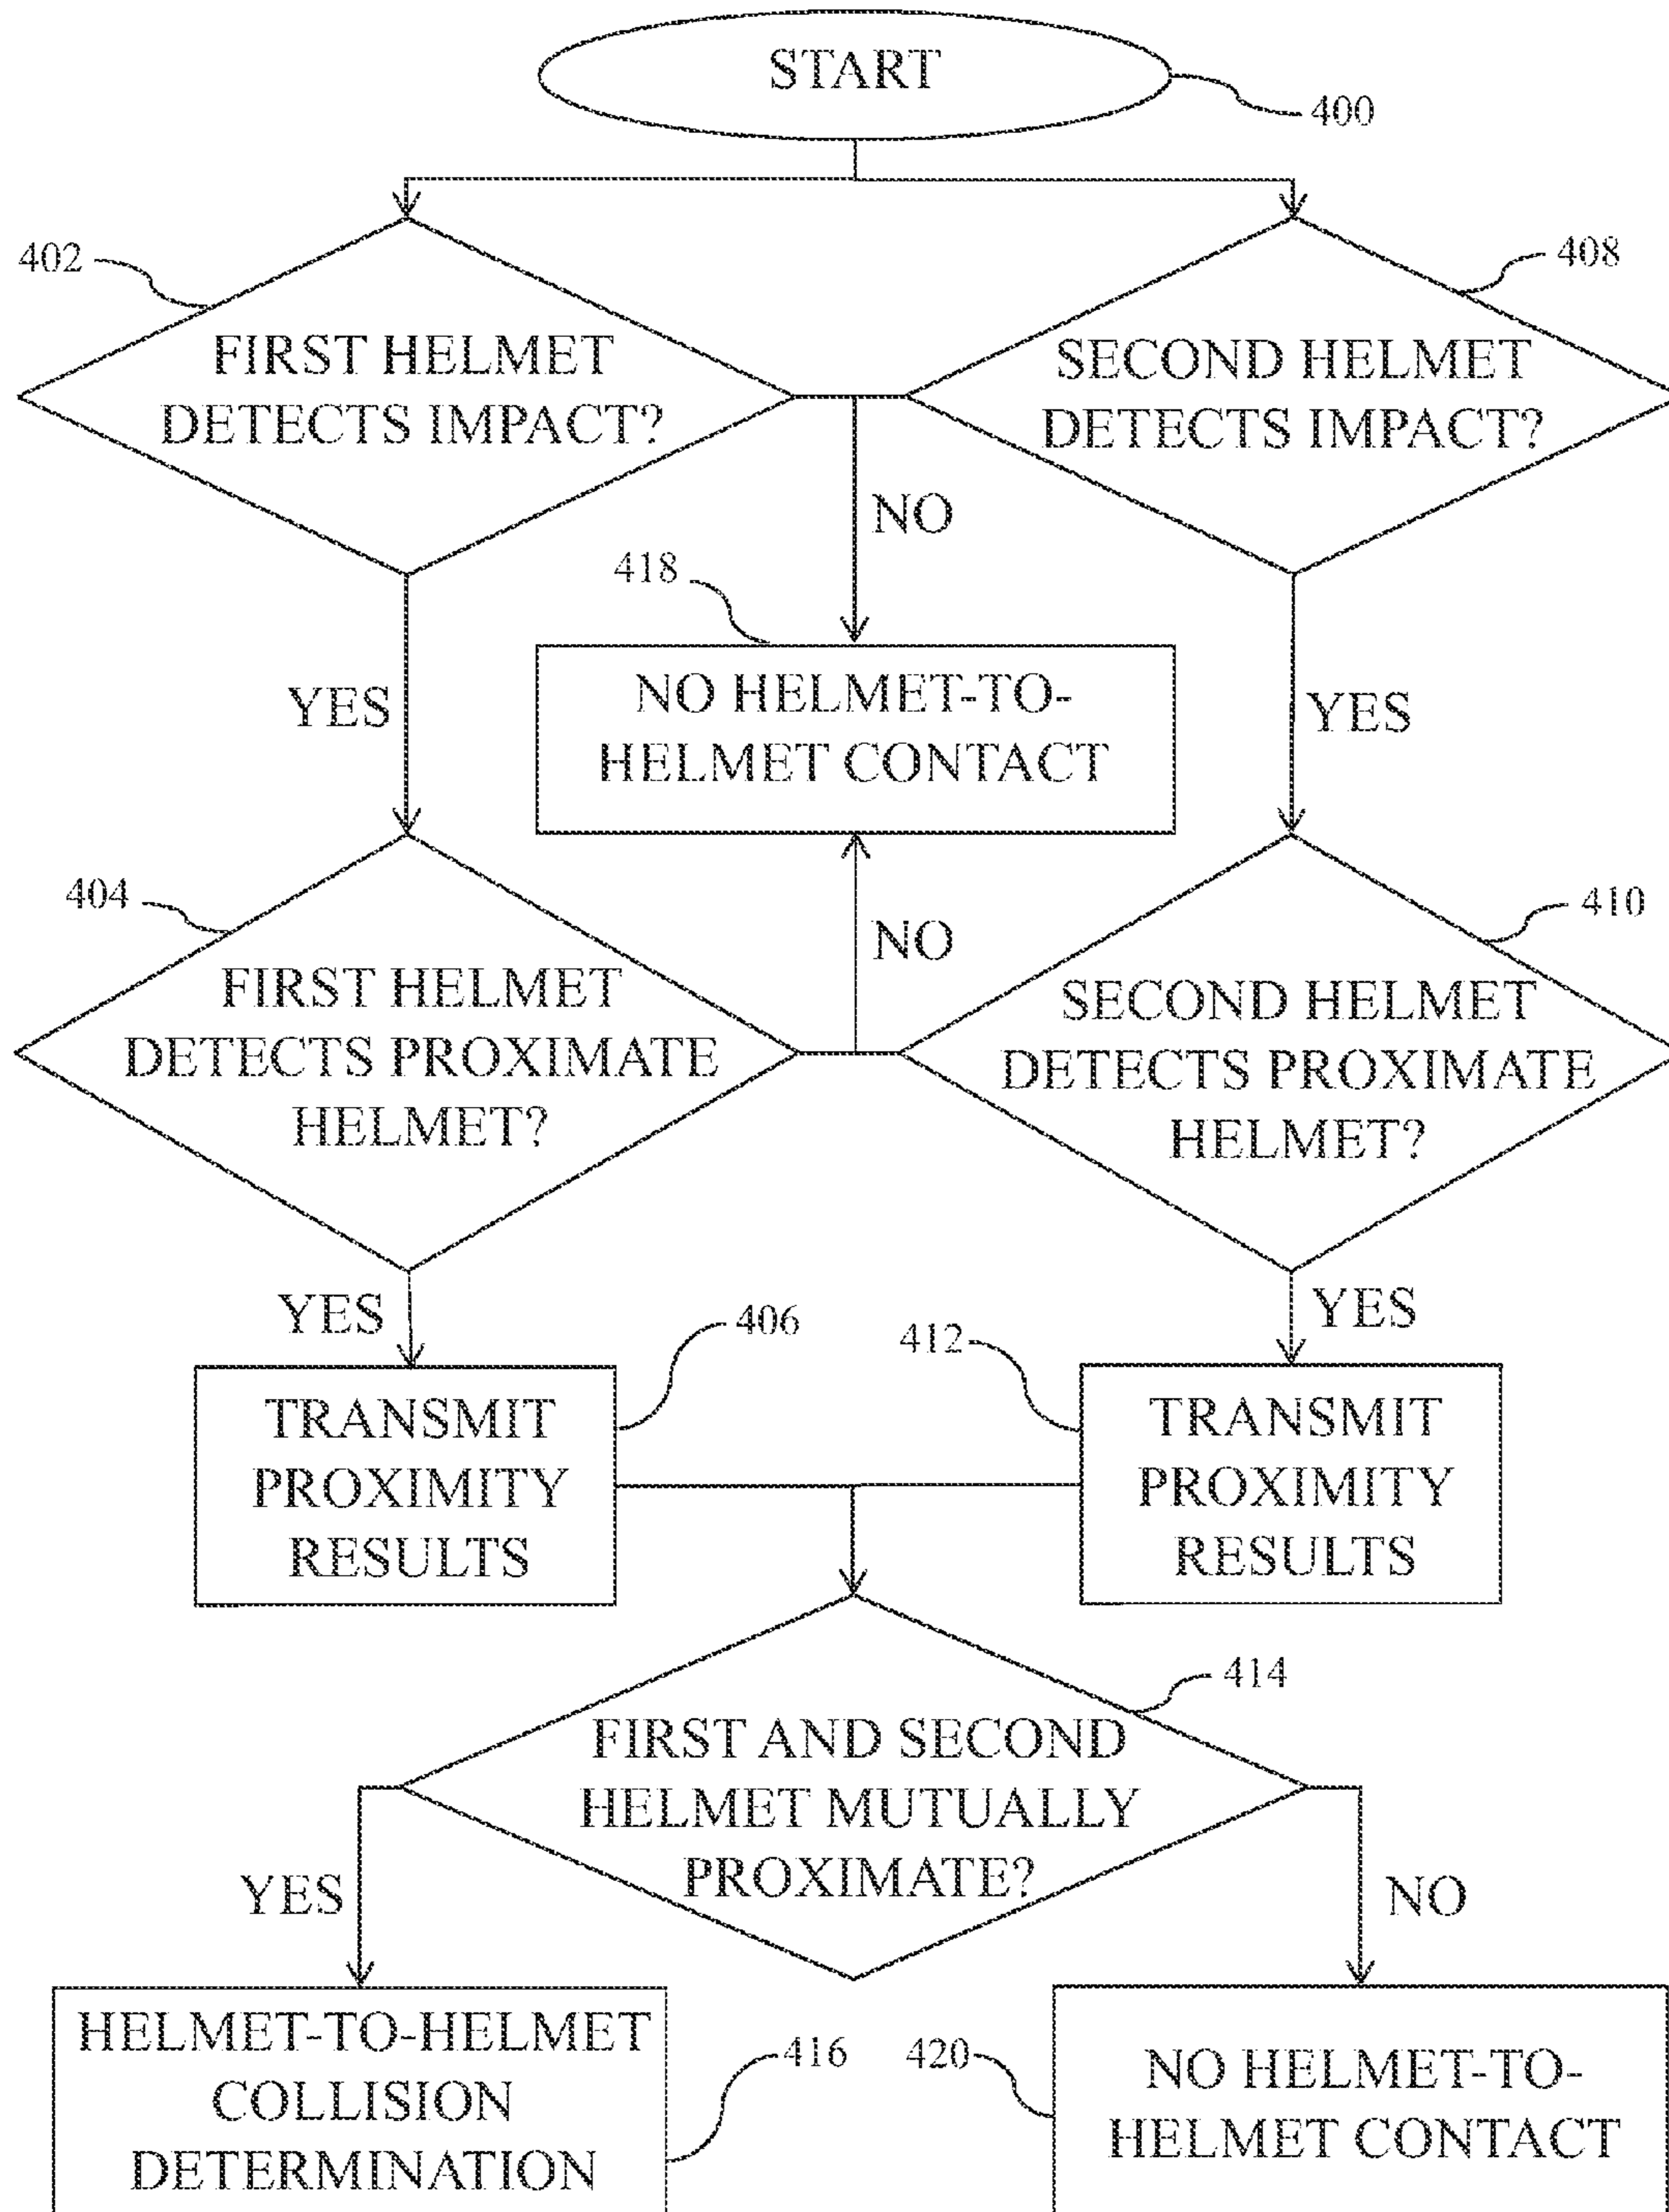 START
400
402
FIRST HELMET
DETECTS IMPACT?
408
SECOND HELMET
DETECTS IMPACT?
NO
418
NO HELMET-TO-
HELMET CONTACT
YES
YES
404
FIRST HELMET
DETECTS PROXIMATE
HELMET?
NO
410
SECOND HELMET
DETECTS PROXIMATE
HELMET?
YES
YES
406
TRANSMIT
PROXIMITY
RESULTS
412
TRANSMIT
PROXIMITY
RESULTS
414
FIRST AND SECOND
HELMET MUTUALLY
PROXIMATE?
YES
NO
HELMET-TO-HELMET
COLLISION
DETERMINATION
416
420
NO HELMET-TO-
HELMET CONTACT